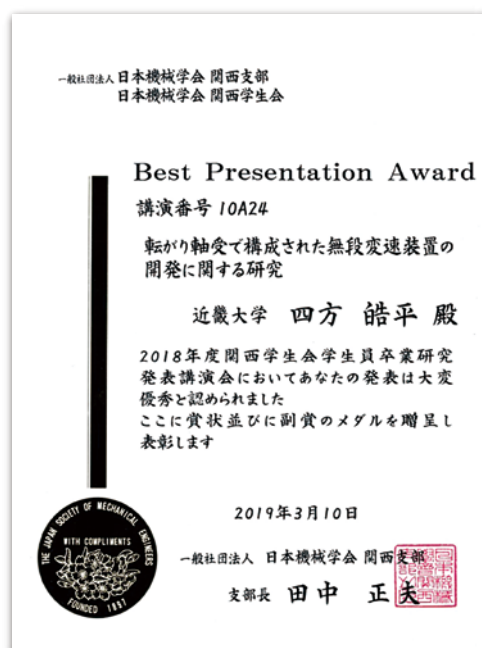 一般社団法人 日本機械学会 関西支部
日本機械学会 関西学生会
Best Presentation Award
講演番号 10A24
転がり軸受で構成された無段変速装置の
開発に関する研究
近畿大学 四方 皓平 殿
2018年度関西学生会学生員卒業研究
発表講演会においてあなたの発表は大変
優秀と認められました
ここに賞状並びに副賞のメダルを贈呈し
表彰します
2019年3月10日
一般社団法人 日本機械学会 関西支部
支部長 田中 正夫
THE JAPAN SOCIETY OF MECHANICAL ENGINEERS
WITH COMPLIMENTS
FOUNDED 1897